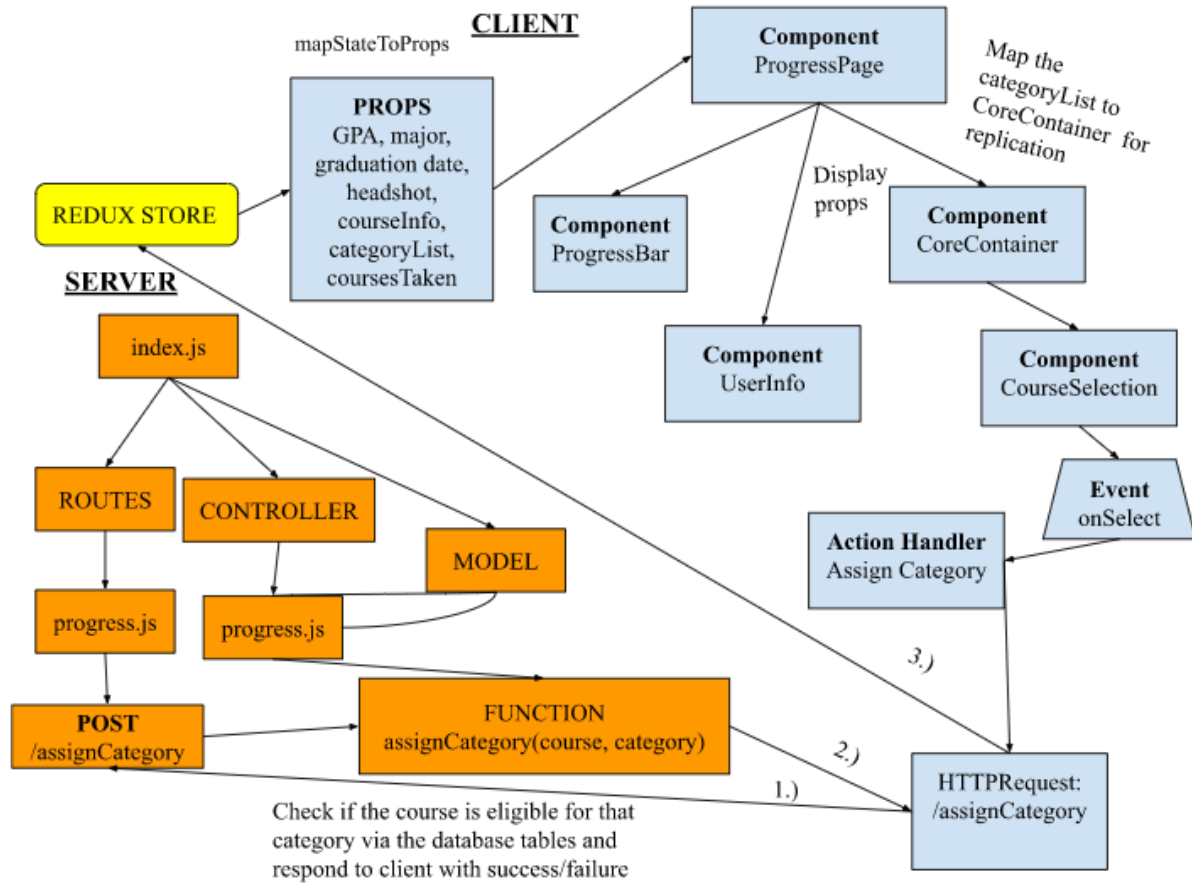 CLIENT
mapStateToProps
Component
ProgressPage
Map the
categoryList to
CoreContainer for
replication
PROPS
GPA, major,
graduation date,
headshot,
courseInfo,
categoryList,
coursesTaken
REDUX STORE
Display
props
Component
ProgressBar
Component
CoreContainer
SERVER
index.js
Component
UserInfo
Component
CourseSelection
ROUTES
CONTROLLER
MODEL
Event
onSelect
Action Handler
Assign Category
progress.js
progress.js
3.)
POST
/assignCategory
FUNCTION
assignCategory(course, category)
2.)
1.)
HTTPRequest:
/assignCategory
Check if the course is eligible for that
category via the database tables and
respond to client with success/failure